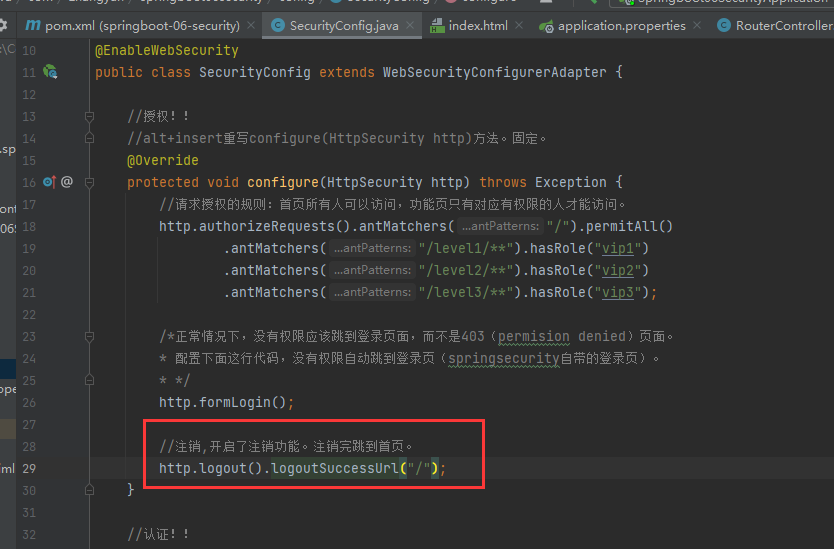 pom.xml (springboot-06-security) × SecurityConfig.java × index.html × application.properties × RouterController.
10 @EnableWebSecurity
11 public class SecurityConfig extends WebSecurityConfigurerAdapter {
12
13 //授权！！
14 //alt+insert重写configure(HttpSecurity http)方法。固定。
15 @Override
16 @ protected void configure(HttpSecurity http) throws Exception {
17 //请求授权的规则：首页所有人可以访问，功能页只有对应有权限的人才能访问。
18 http.authorizeRequests().antMatchers( ...antPatterns: "/").permitAll()
19 .antMatchers( ...antPatterns: "/level1/**").hasRole("vip1")
20 .antMatchers( ...antPatterns: "/level2/**").hasRole("vip2")
21 .antMatchers( ...antPatterns: "/level3/**").hasRole("vip3");
22
23 /*正常情况下，没有权限应该跳到登录页面，而不是403（permision denied）页面。
24 * 配置下面这行代码，没有权限自动跳到登录页（springsecurity自带的登录页）。
25 * */
26 http.formLogin();
27
28 //注销,开启了注销功能。注销完跳到首页。
29 http.logout().logoutSuccessUrl("/");
30 }
31
32 //认证！！